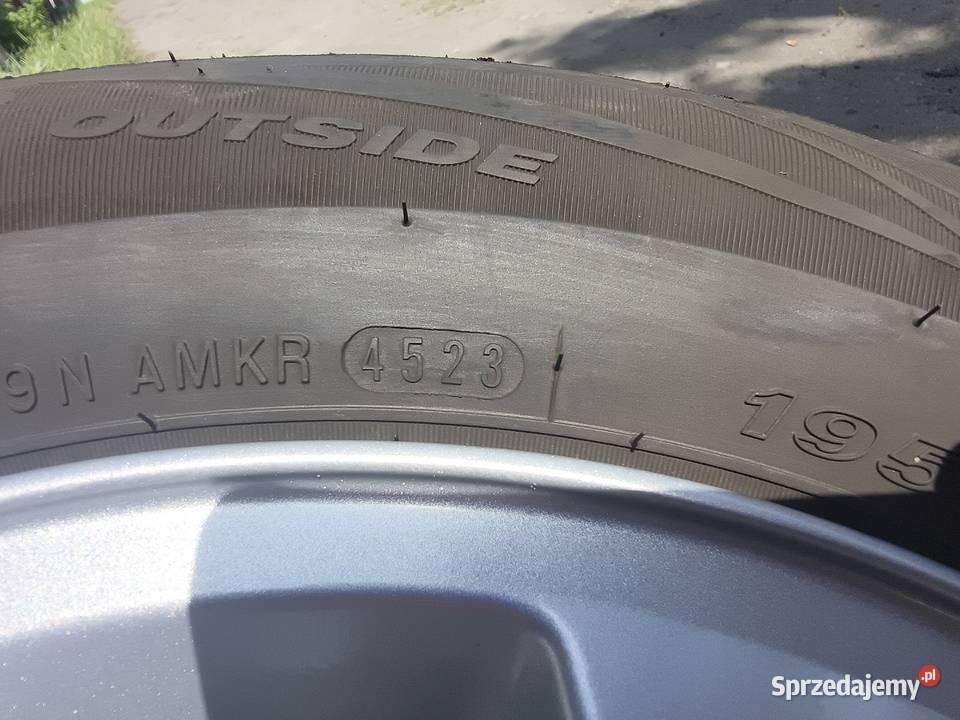 OUTSIDE
9N AMKR 4523
195
Sprzedajemy.pl